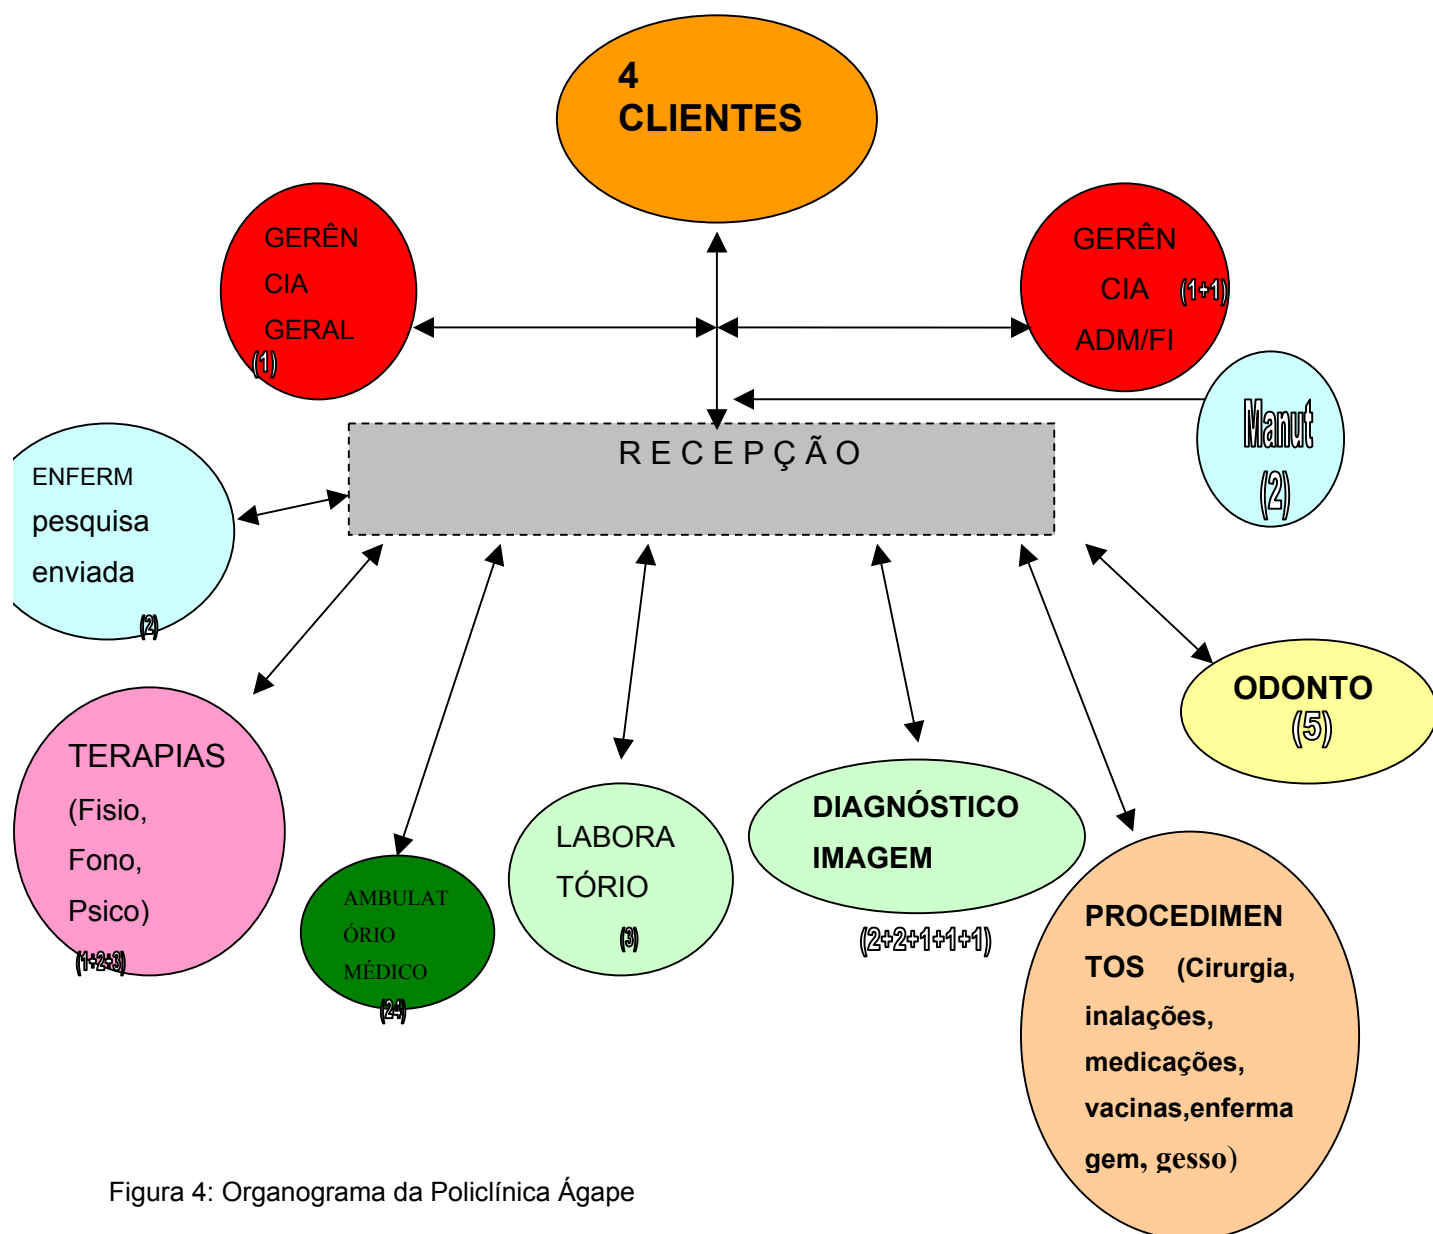 4
CLIENTES
GERÊN
CIA
GERAL
(1)
GERÊN
CIA (1+1)
ADM/FI
Manut
(2)
R E C E P Ç Ã O
ENFERM
pesquisa
enviada
(2)
TERAPIAS
(Fisio,
Fono,
Psico)
(1+2+3)
AMBULAT
ÓRIO
MÉDICO
(24)
LABORA
TÓRIO
(3)
DIAGNÓSTICO
IMAGEM
(2+2+1+1+1)
ODONTO
(5)
PROCEDIMEN
TOS (Cirurgia,
inalações,
medicações,
vacinas,enferma
gem, gesso)
Figura 4: Organograma da Policlínica Ágape